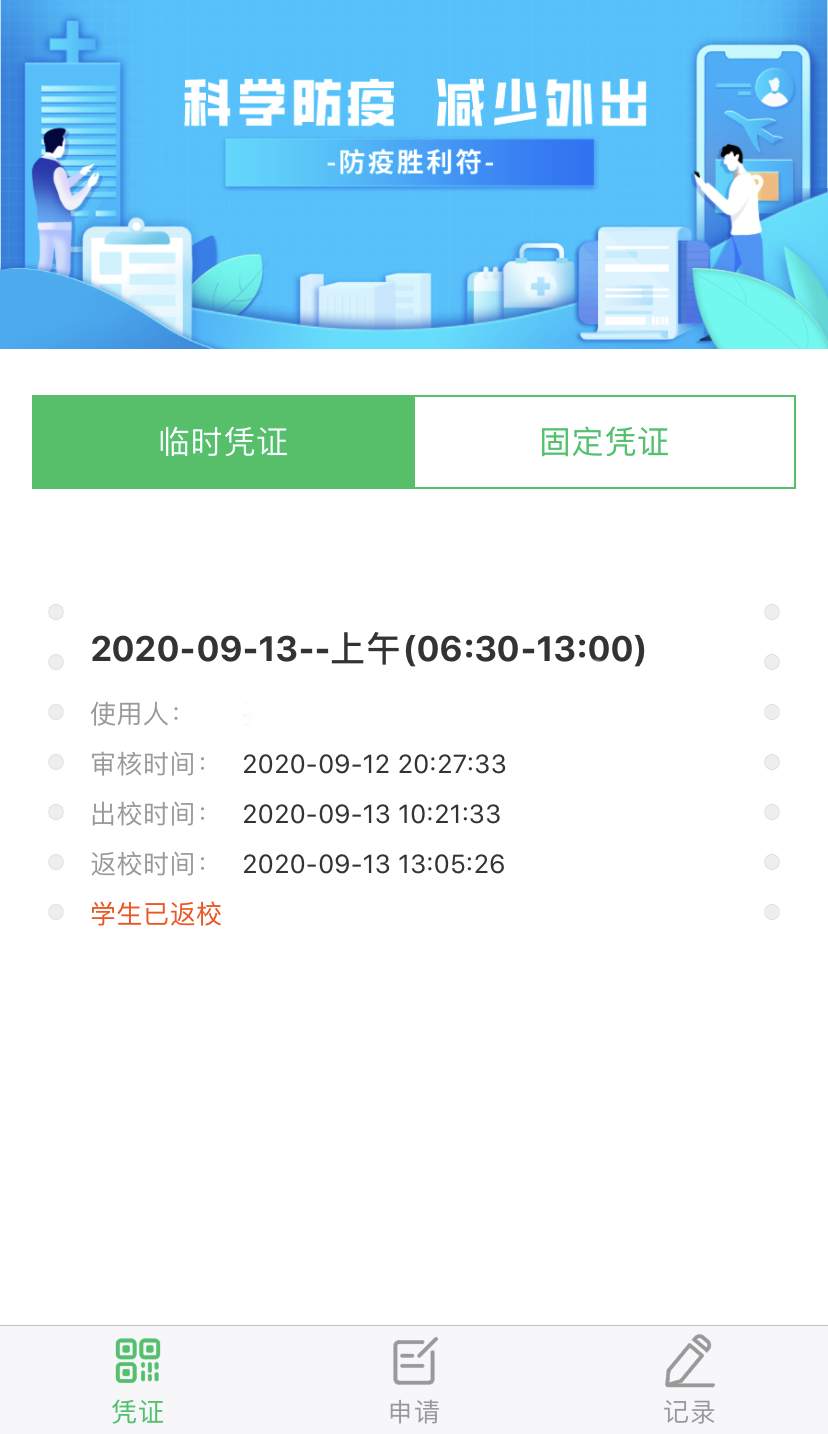 科学防疫 减少外出
-防疫胜利符-
临时凭证 固定凭证
2020-09-13--上午(06:30-13:00)
使用人：
审核时间： 2020-09-12 20:27:33
出校时间： 2020-09-13 10:21:33
返校时间： 2020-09-13 13:05:26
学生已返校
凭证 申请 记录